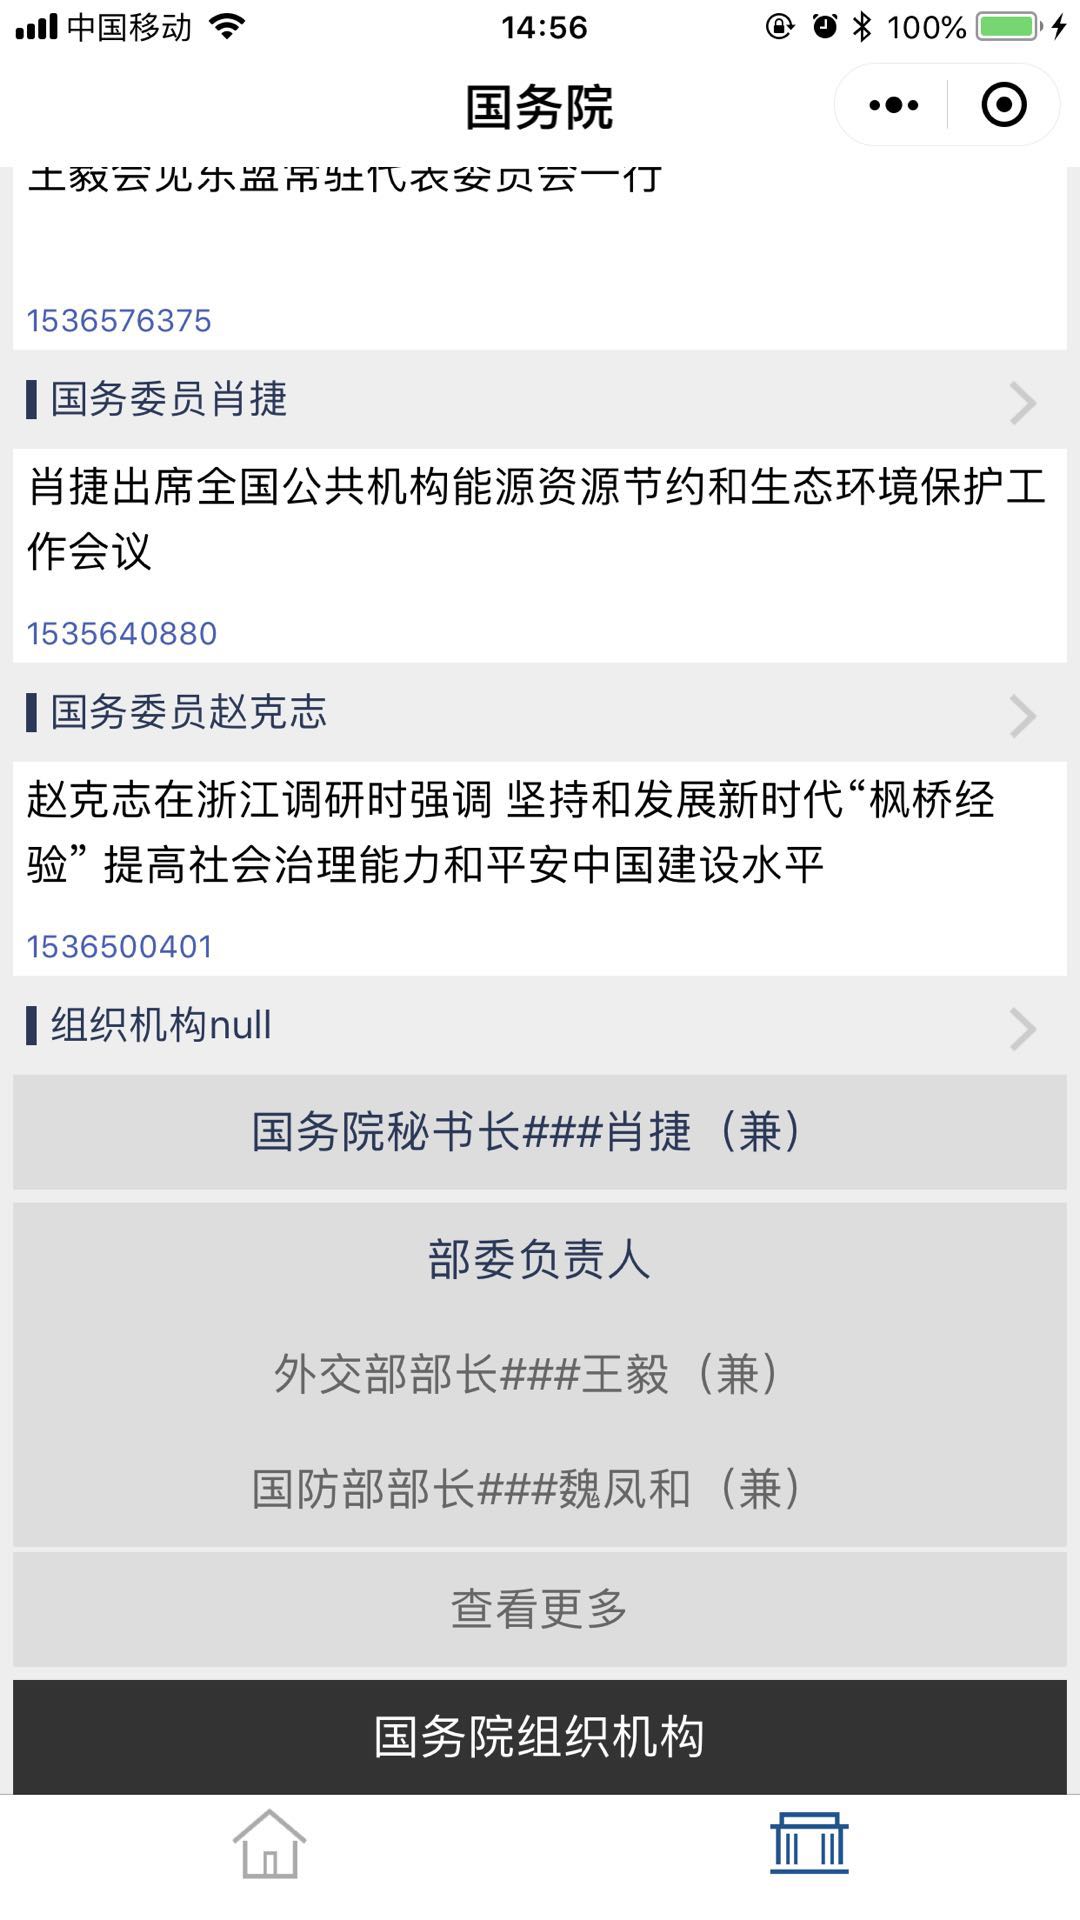 中国移动
14:56
100%
国务院
王毅会见东盟常驻代表委员会一行
1536576375
国务委员肖捷
肖捷出席全国公共机构能源资源节约和生态环境保护工
作会议
1535640880
国务委员赵克志
赵克志在浙江调研时强调 坚持和发展新时代“枫桥经
验” 提高社会治理能力和平安中国建设水平
1536500401
组织机构null
国务院秘书长###肖捷（兼）
部委负责人
外交部部长###王毅（兼）
国防部部长###魏凤和（兼）
查看更多
国务院组织机构